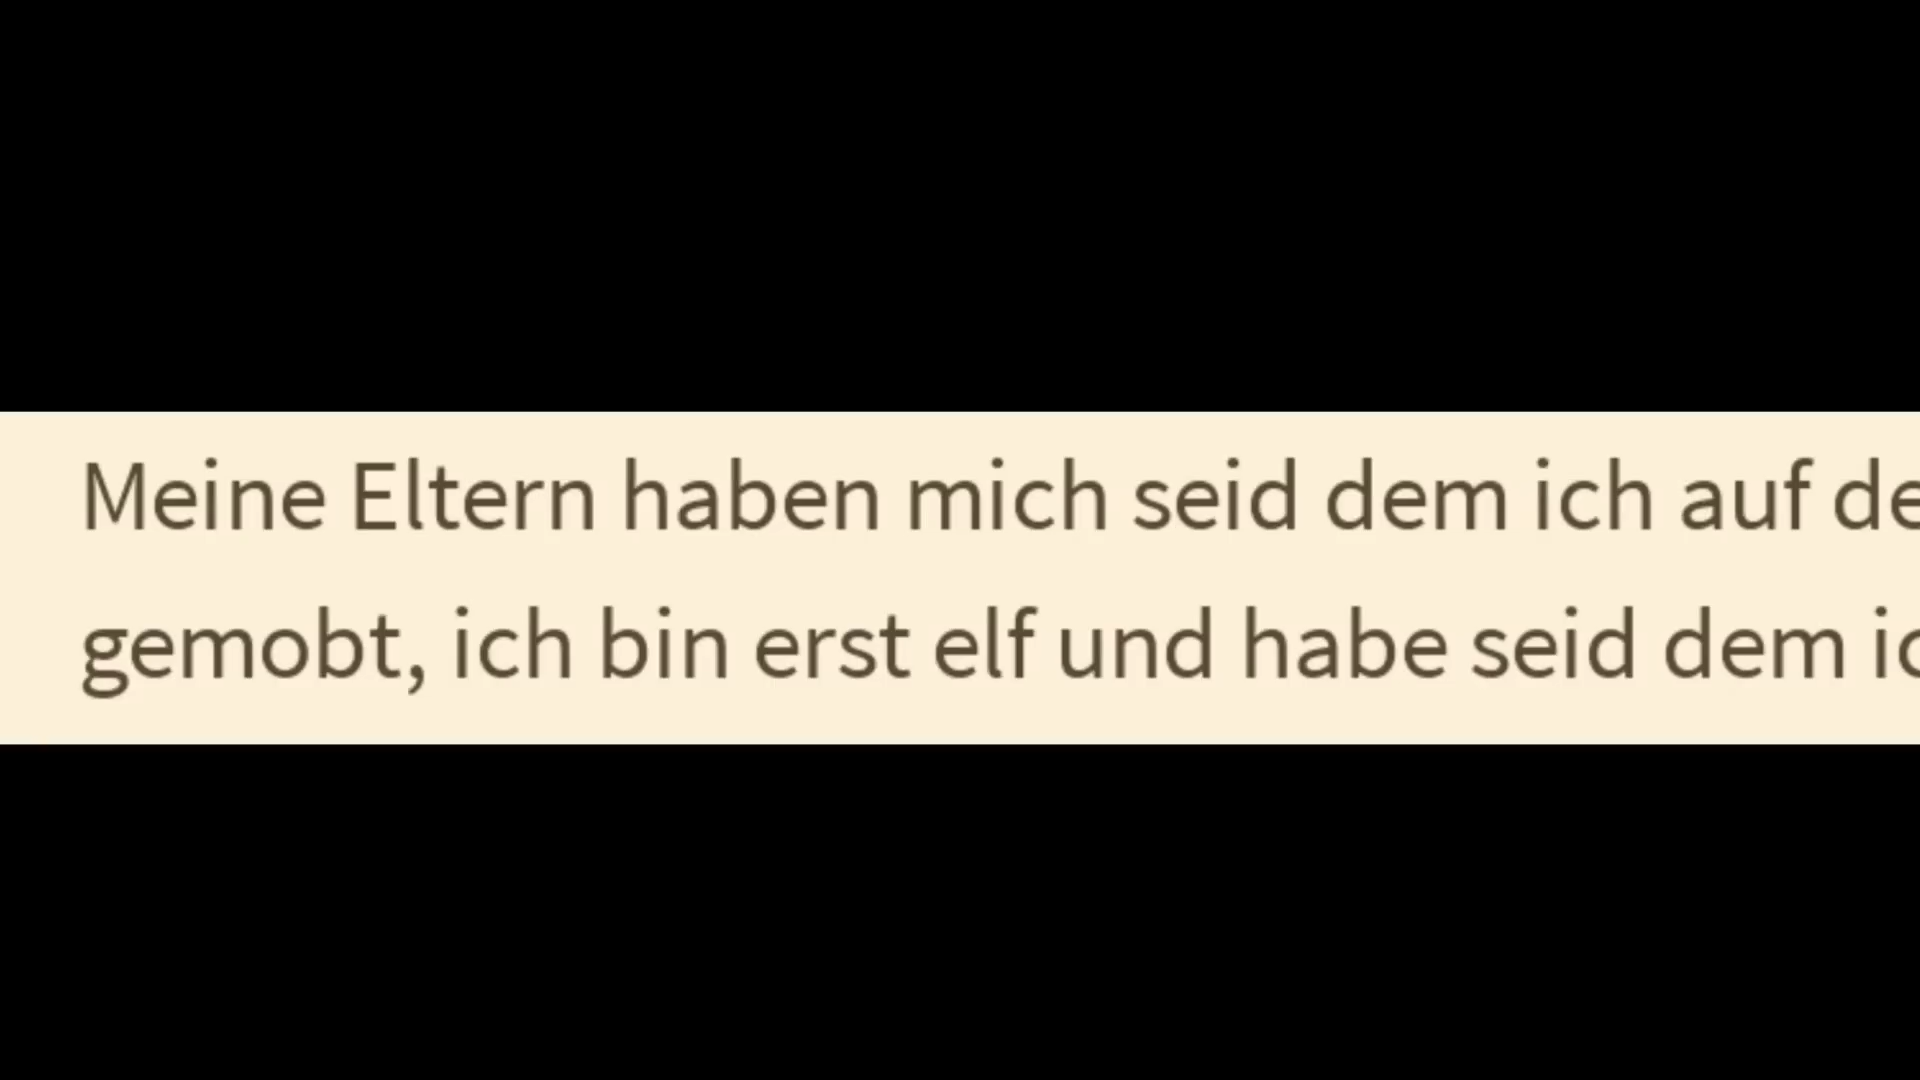 Meine Eltern haben mich seid dem ich auf de
gemobt, ich bin erst elf und habe seid dem ic